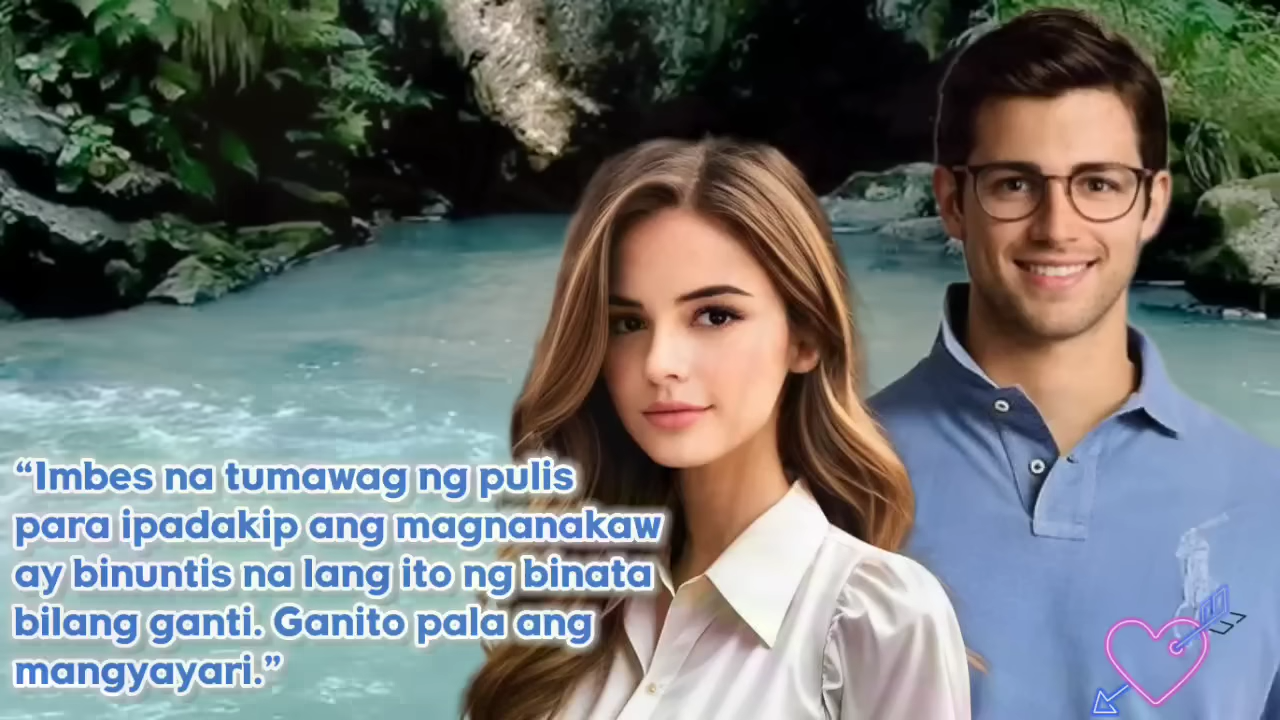 “Imbes na tumawag ng pulis
para ipadakip ang magnanakaw
ay binuntis na lang ito ng binata
bilang ganti. Ganito pala ang
mangyayari.”